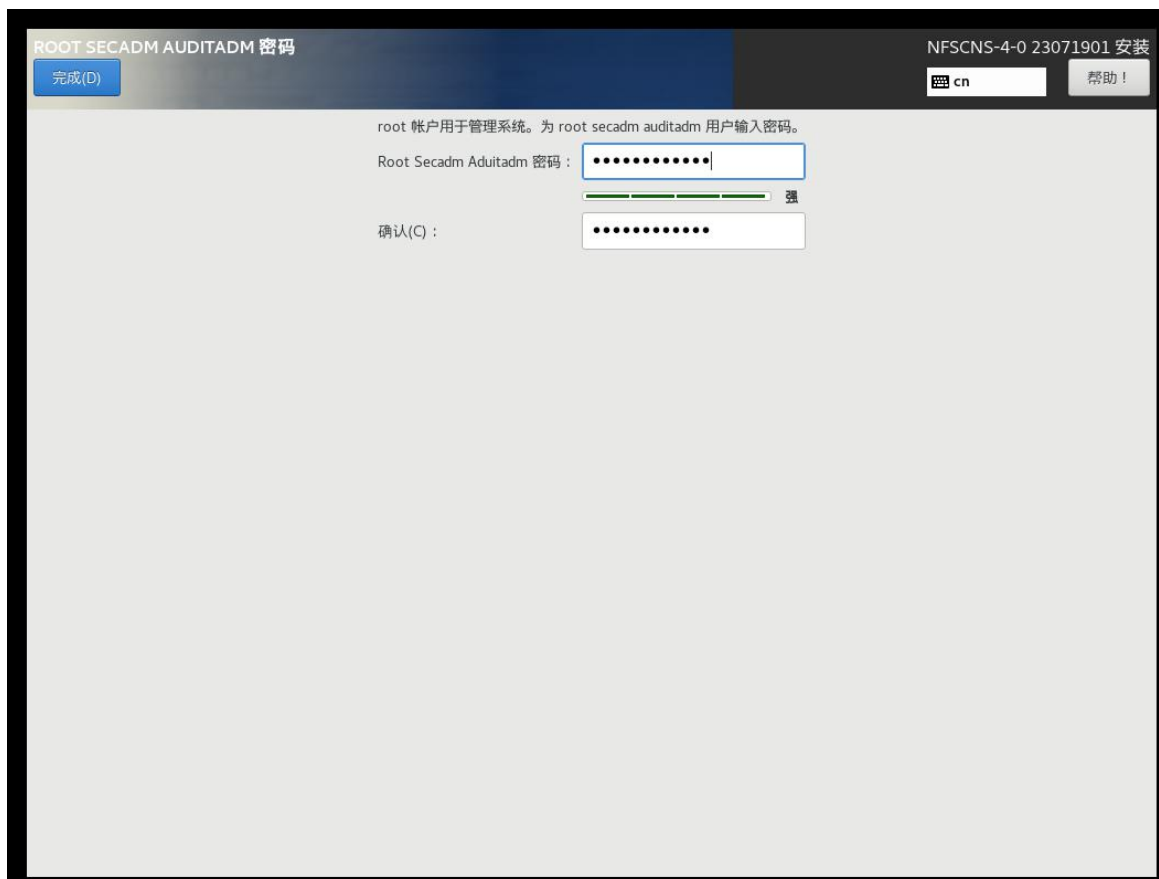 ROOT SECADM AUDITADM 密码
NFSCNS-4-0 23071901 安装
完成(D)
cn
帮助！
root 帐户用于管理系统。为 root secadm auditadm 用户输入密码。
Root Secadm Aduitadm 密码：
••••••••••••
强
确认(C)：
••••••••••••